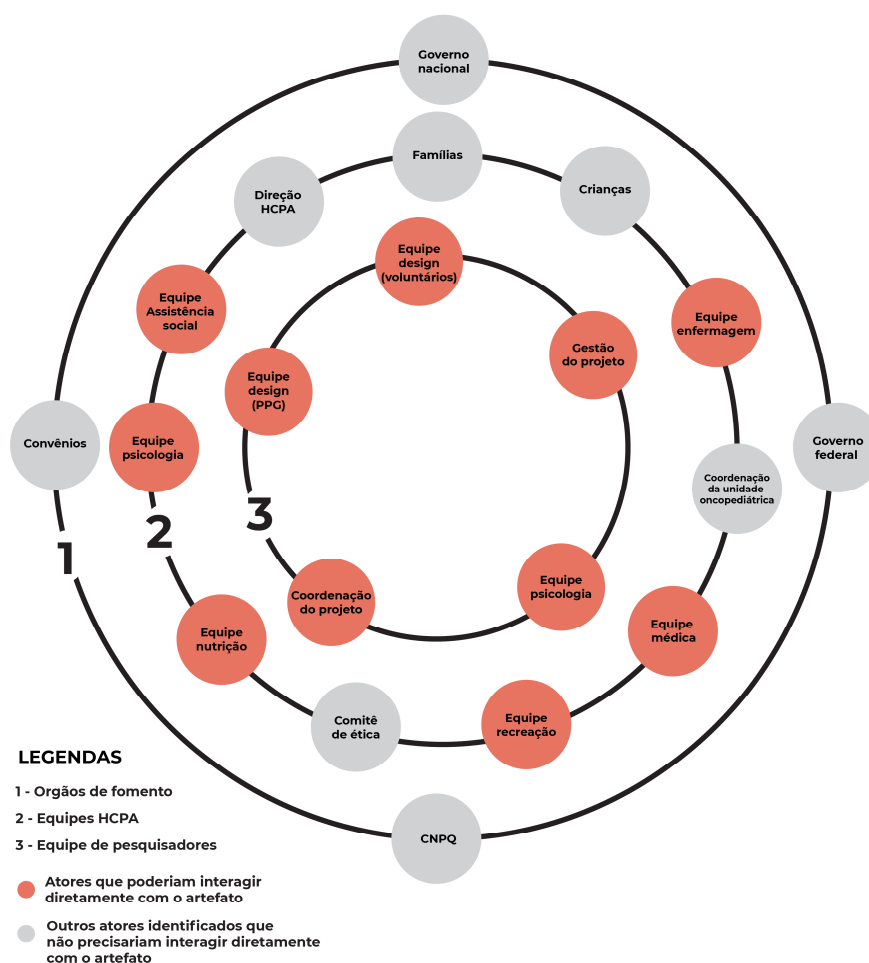 Governo
nacional
Famílias
Direção
HCPA
Crianças
Equipe
design
(voluntários)
Equipe
Assistência
social
Equipe
enfermagem
Gestão
do projeto
Equipe
design
(PPG)
Convênios
Equipe
psicologia
Governo
federal
Coordenação
da unidade
oncopediátrica
3
2
1
Equipe
psicologia
Coordenação
do projeto
Equipe
nutrição
Equipe
médica
Comitê
de ética
Equipe
recreação
CNPQ
LEGENDAS
1 - Orgãos de fomento
2 - Equipes HCPA
3 - Equipe de pesquisadores
Atores que poderiam interagir
diretamente com o artefato
Outros atores identificados que
não precisariam interagir diretamente
com o artefato